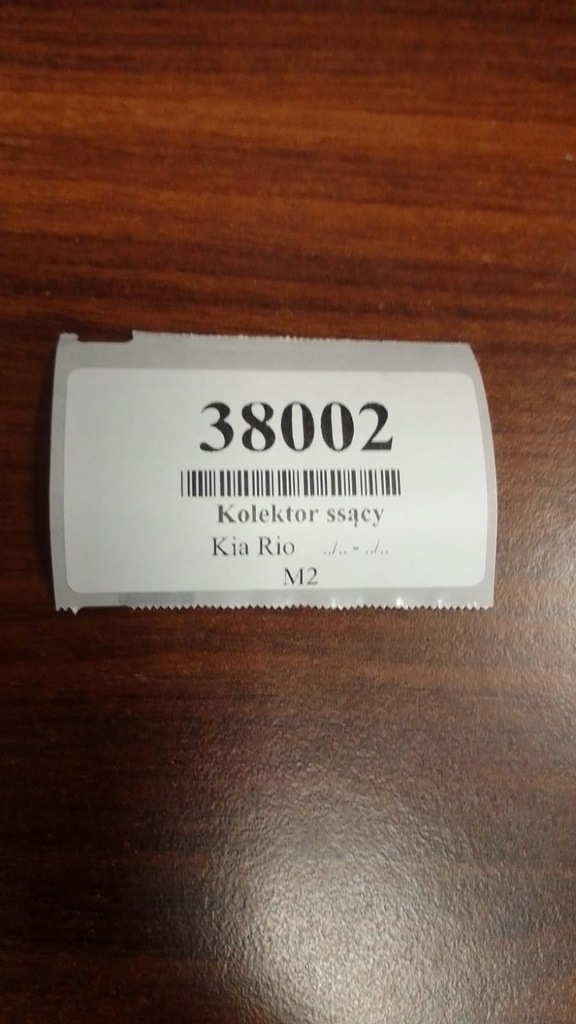 38002
Kolektor ssący
Kia Rio ../.. - ../..
M2